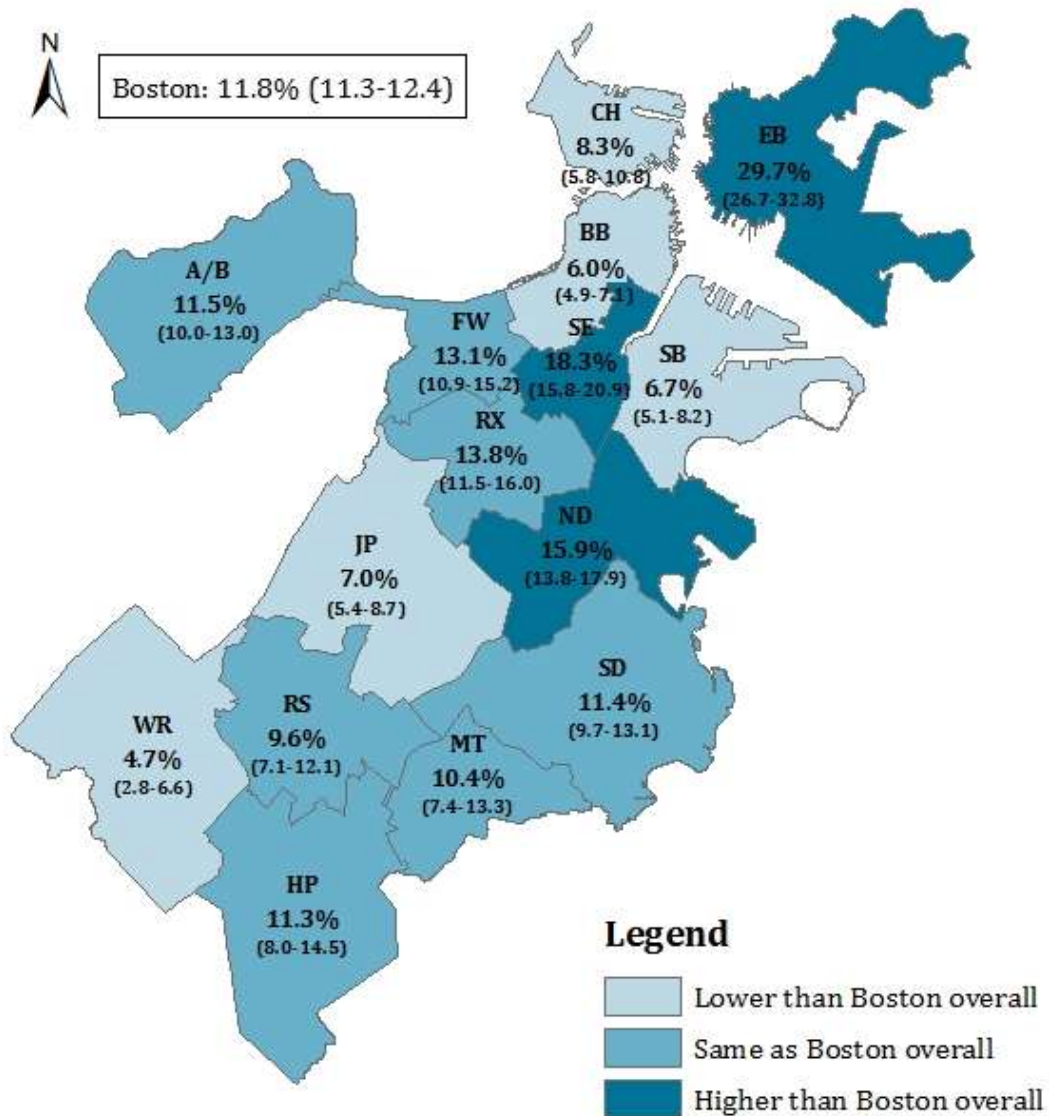 N
Boston: 11.8% (11.3-12.4)
CH
8.3%
(5.8-10.8)
EB
29.7%
(26.7-32.8)
BB
6.0%
(4.9-7.1)
A/B
11.5%
(10.0-13.0)
FW
13.1%
(10.9-15.2)
SE
18.3%
(15.8-20.9)
SB
6.7%
(5.1-8.2)
RX
13.8%
(11.5-16.0)
ND
15.9%
(13.8-17.9)
JP
7.0%
(5.4-8.7)
SD
11.4%
(9.7-13.1)
WR
4.7%
(2.8-6.6)
RS
9.6%
(7.1-12.1)
MT
10.4%
(7.4-13.3)
HP
11.3%
(8.0-14.5)
Legend
Lower than Boston overall
Same as Boston overall
Higher than Boston overall